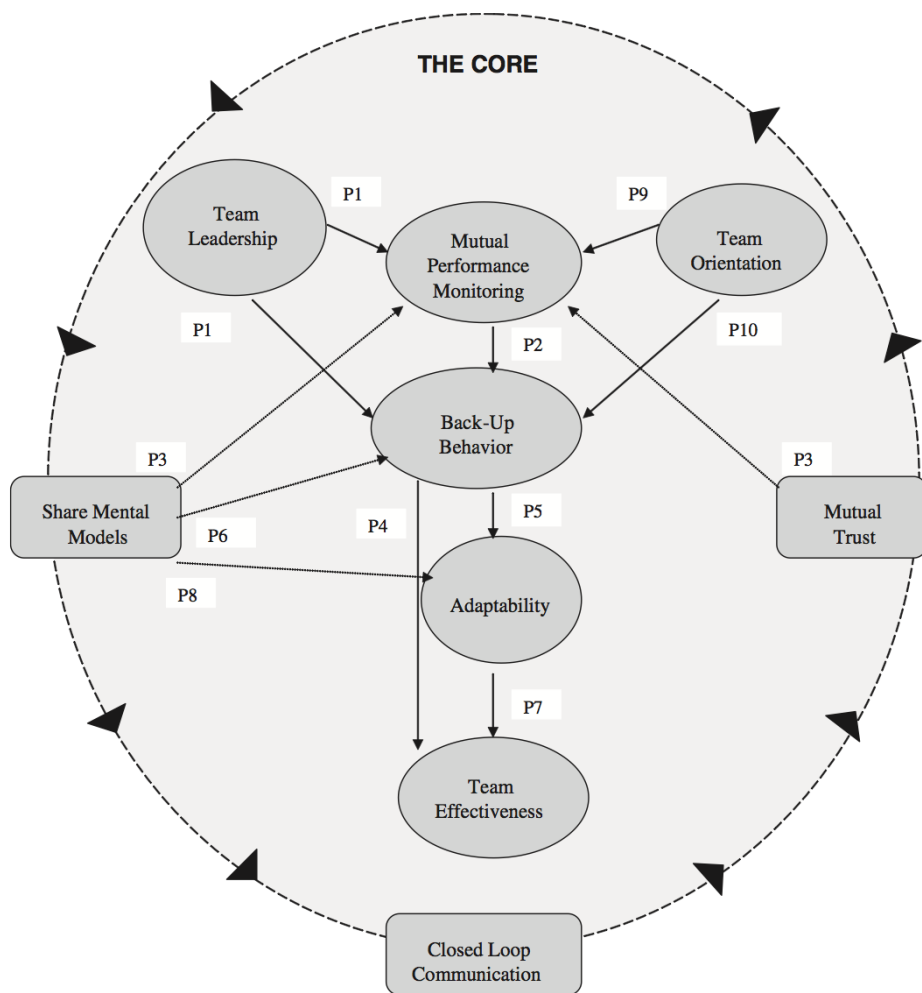 THE CORE
Team
Leadership
P1
Mutual
Performance
Monitoring
P9
Team
Orientation
P1
P2
P10
Back-Up
Behavior
P3
P3
Share Mental
Models
P6
P4
P5
Mutual
Trust
P8
Adaptability
P7
Team
Effectiveness
Closed Loop
Communication